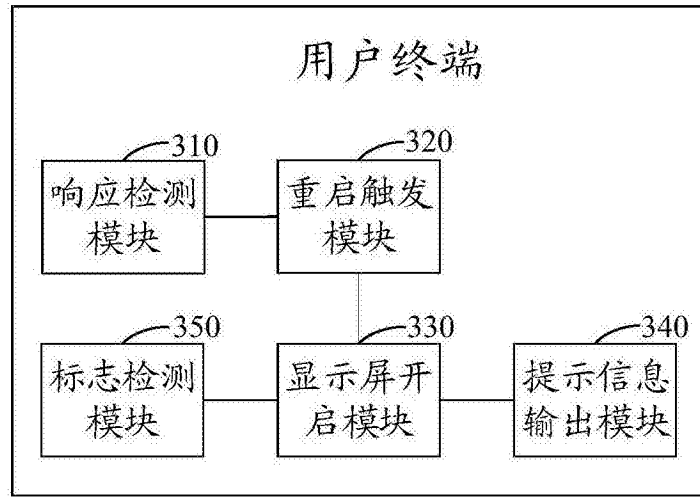 用户终端
310
响应检测
模块
320
重启触发
模块
350
标志检测
模块
330
显示屏开
启模块
340
提示信息
输出模块